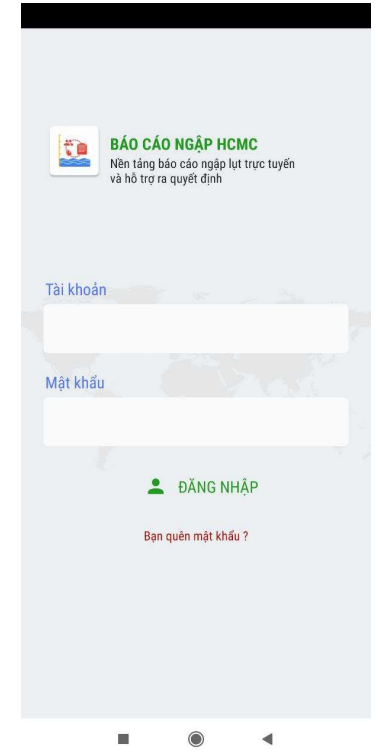 BÁO CÁO NGẬP HCMC
Nền tảng báo cáo ngập lụt trực tuyến
và hỗ trợ ra quyết định
Tài khoản
Mật khẩu
ĐĂNG NHẬP
Bạn quên mật khẩu ?